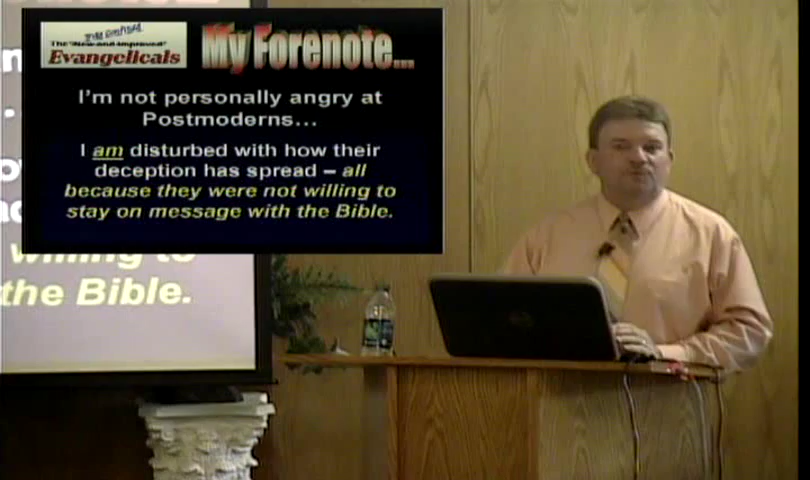 The "New and Improved"
Evangelicals
My Forenote...
I'm not personally angry at
Postmoderns...
I am disturbed with how their
deception has spread – all
because they were not willing to
stay on message with the Bible.
willing to
the Bible.